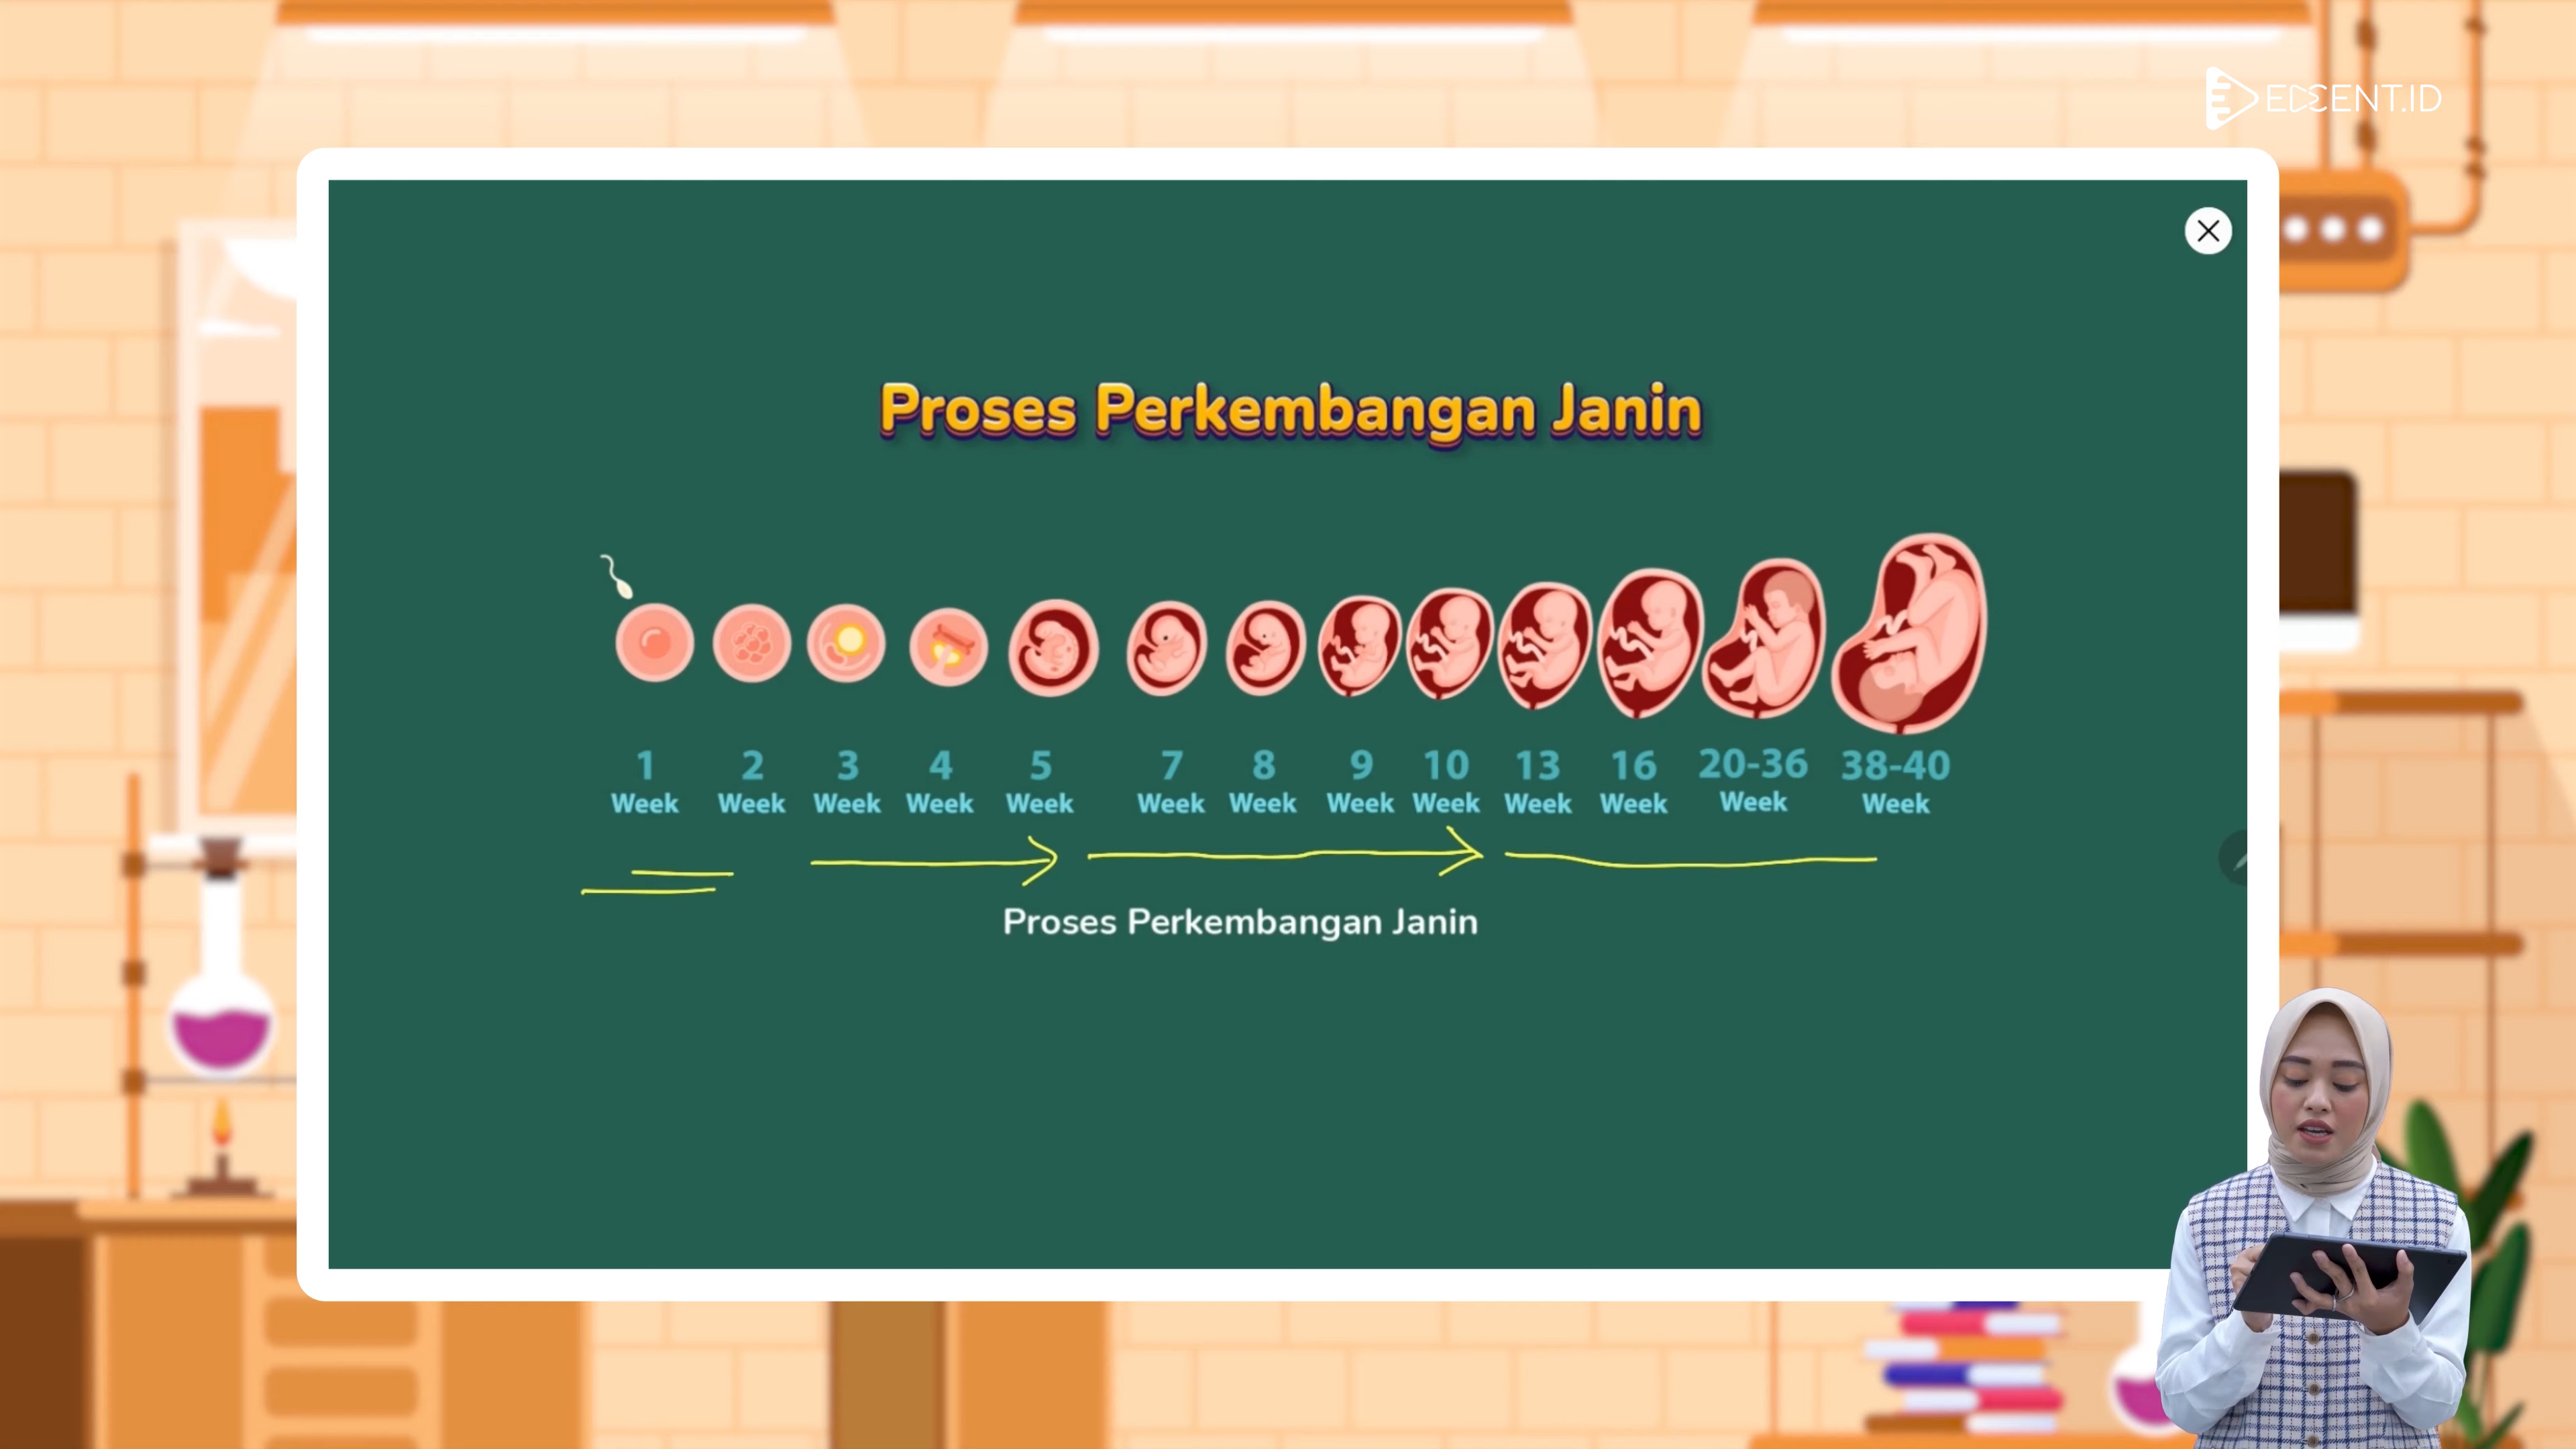 EDCENT.ID
Proses Perkembangan Janin
1 2 3 4 5 7 8 9 10 13 16 20-36 38-40
Week Week Week Week Week Week Week Week Week Week Week Week Week
Proses Perkembangan Janin